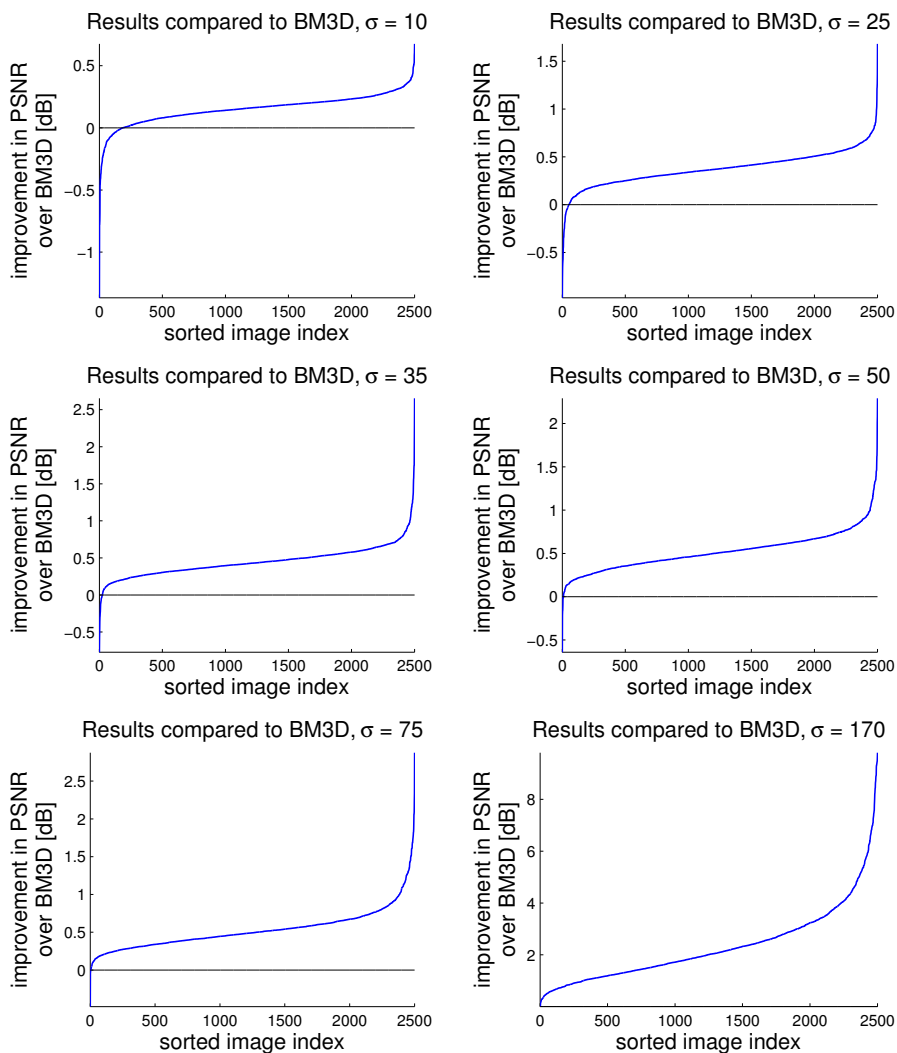 Results compared to BM3D, σ = 10
improvement in PSNR
over BM3D [dB]
0.5
0
−0.5
−1
0 500 1000 1500 2000 2500
sorted image index
Results compared to BM3D, σ = 25
improvement in PSNR
over BM3D [dB]
1.5
1
0.5
0
−0.5
0 500 1000 1500 2000 2500
sorted image index
Results compared to BM3D, σ = 35
improvement in PSNR
over BM3D [dB]
2.5
2
1.5
1
0.5
0
−0.5
0 500 1000 1500 2000 2500
sorted image index
Results compared to BM3D, σ = 50
improvement in PSNR
over BM3D [dB]
2
1.5
1
0.5
0
−0.5
0 500 1000 1500 2000 2500
sorted image index
Results compared to BM3D, σ = 75
improvement in PSNR
over BM3D [dB]
2.5
2
1.5
1
0.5
0
0 500 1000 1500 2000 2500
sorted image index
Results compared to BM3D, σ = 170
improvement in PSNR
over BM3D [dB]
8
6
4
2
0 500 1000 1500 2000 2500
sorted image index